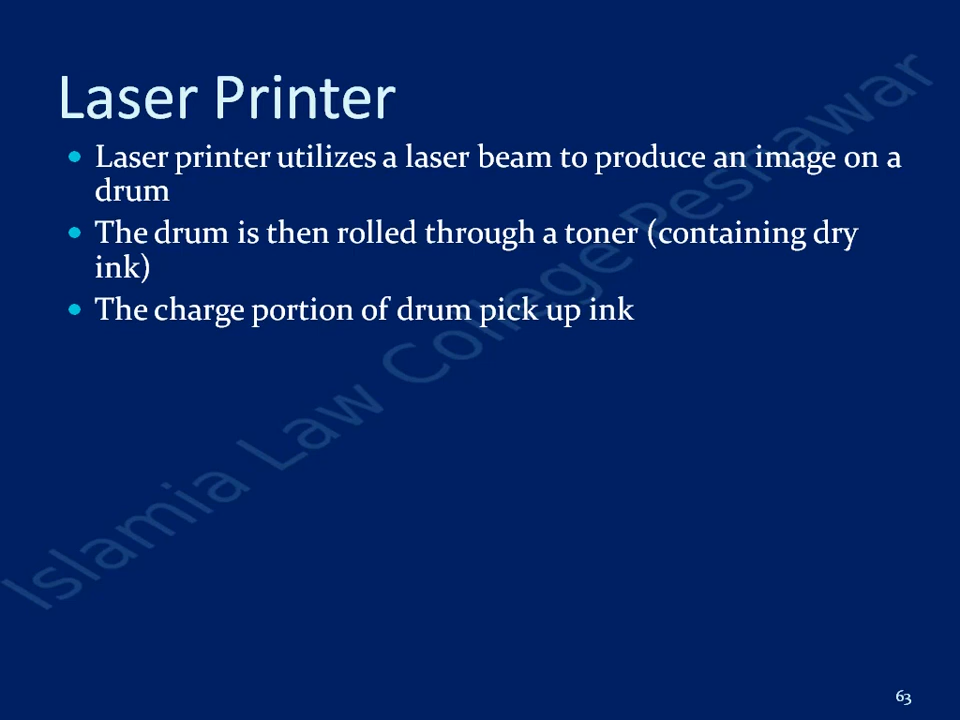 Laser Printer
Laser printer utilizes a laser beam to produce an image on a
drum
The drum is then rolled through a toner (containing dry
ink)
The charge portion of drum pick up ink
Islamia Law College Peshawar
63